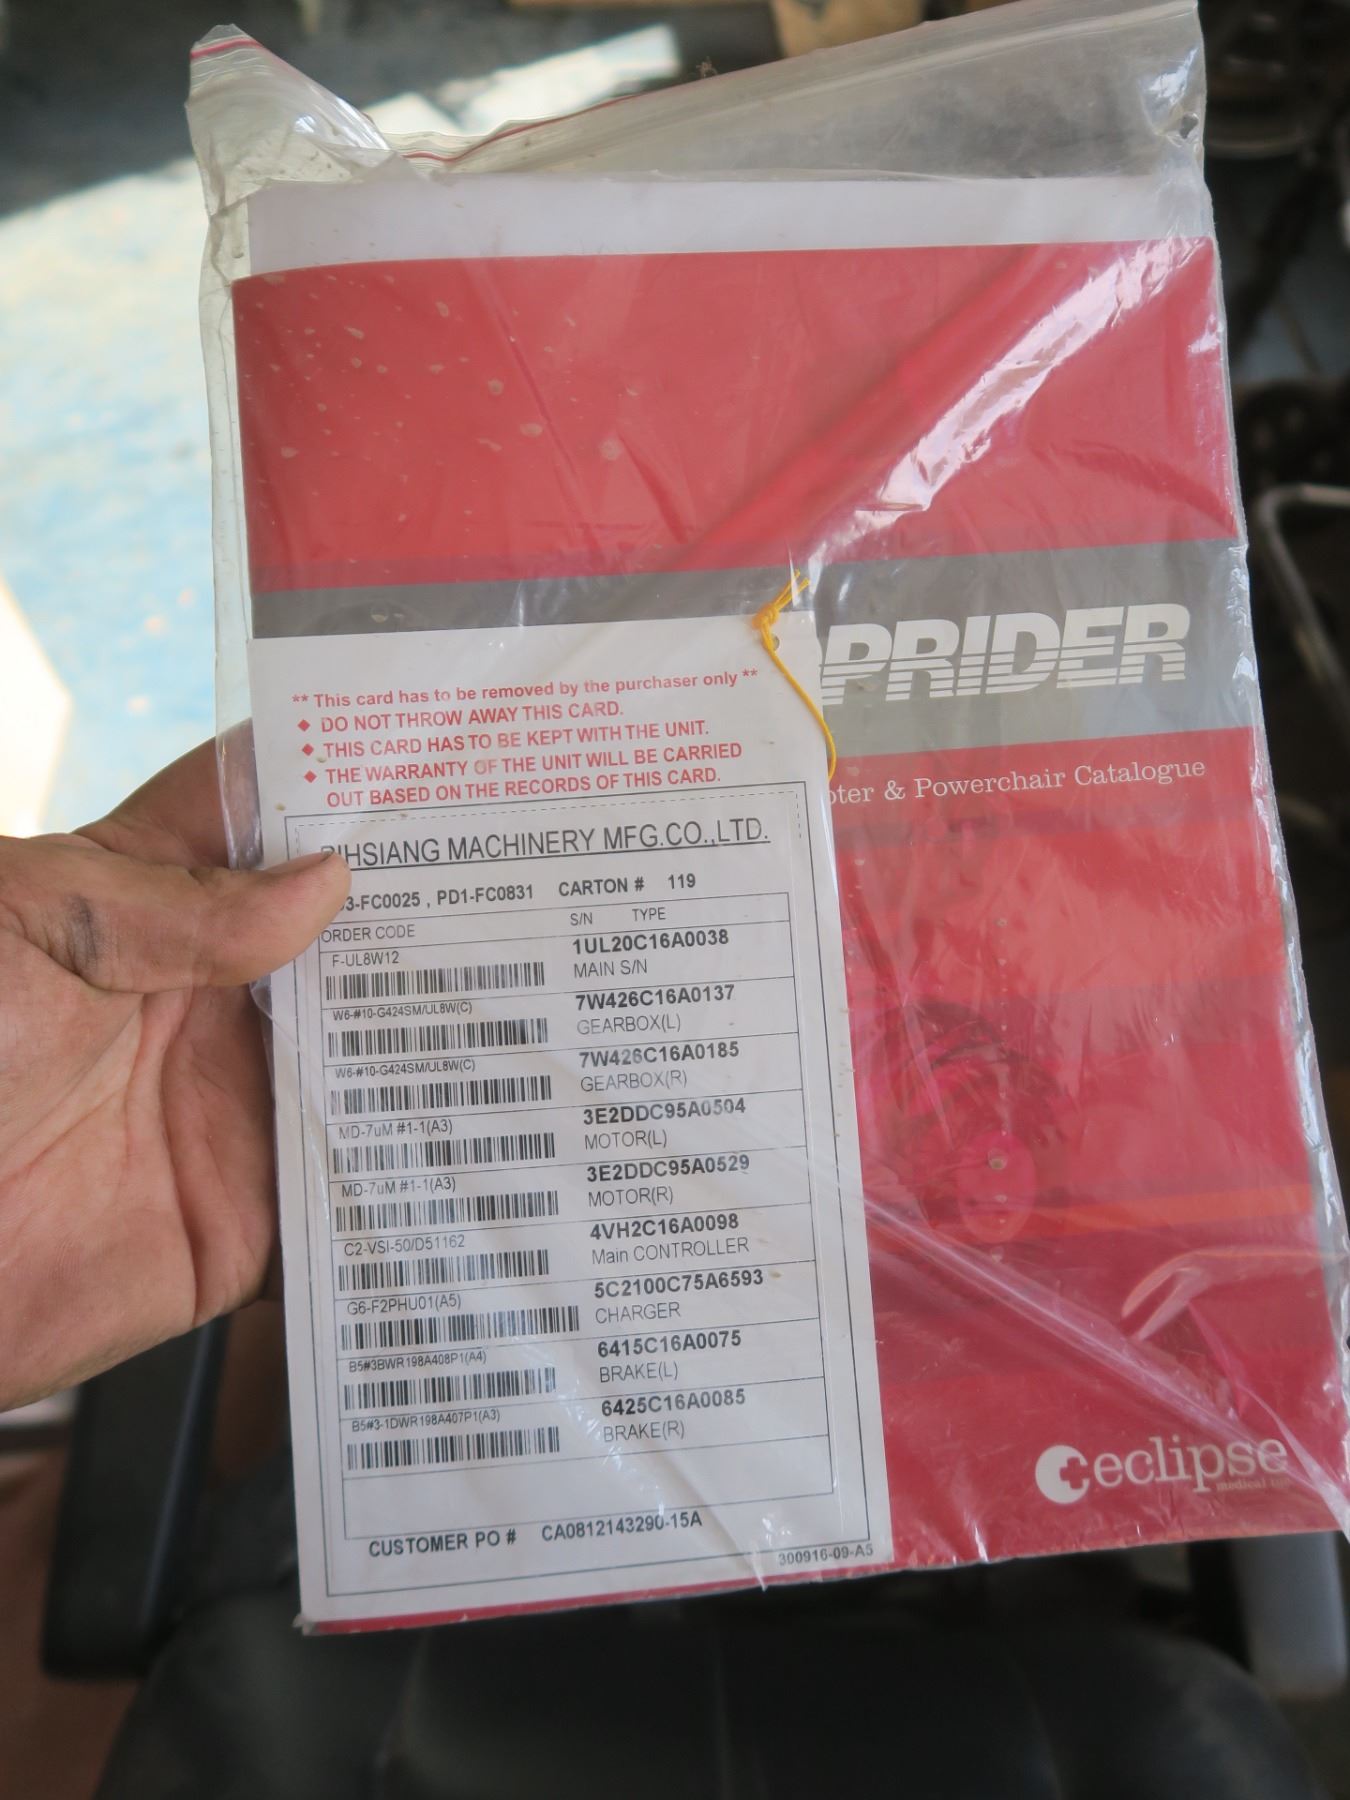 PRIDER
& Powerchair Catalogue
** This card has to be removed by the purchaser only **
◆ DO NOT THROW AWAY THIS CARD.
◆ THIS CARD HAS TO BE KEPT WITH THE UNIT.
◆ THE WARRANTY OF THE UNIT WILL BE CARRIED
OUT BASED ON THE RECORDS OF THIS CARD.
MACHINERY MFG.CO.,LTD.
3-FC0025 , PD1-FC0831 CARTON # 119
ORDER CODE S/N TYPE
F-UL8W12 1UL20C16A0038
MAIN S/N
W6-#10-G424SM/UL8W(C) 7W426C16A0137
GEARBOX(L)
W6-#10-G424SM/UL8W(C) 7W426C16A0185
GEARBOX(R)
MD-7uM #1-1(A3) 3E2DDC95A0504
MOTOR(L)
MD-7uM #1-1(A3) 3E2DDC95A0529
MOTOR(R)
C2-VSI-50/D51162 4VH2C16A0098
Main CONTROLLER
G6-F2PHU01(A5) 5C2100C75A6593
CHARGER
B5#3BWR198A408P1(A4) 6415C16A0075
BRAKE(L)
B5#3-1DWR198A407P1(A3) 6425C16A0085
BRAKE(R)
CUSTOMER PO # CA0812143290-15A
300916-09-A5
eclipse
medical